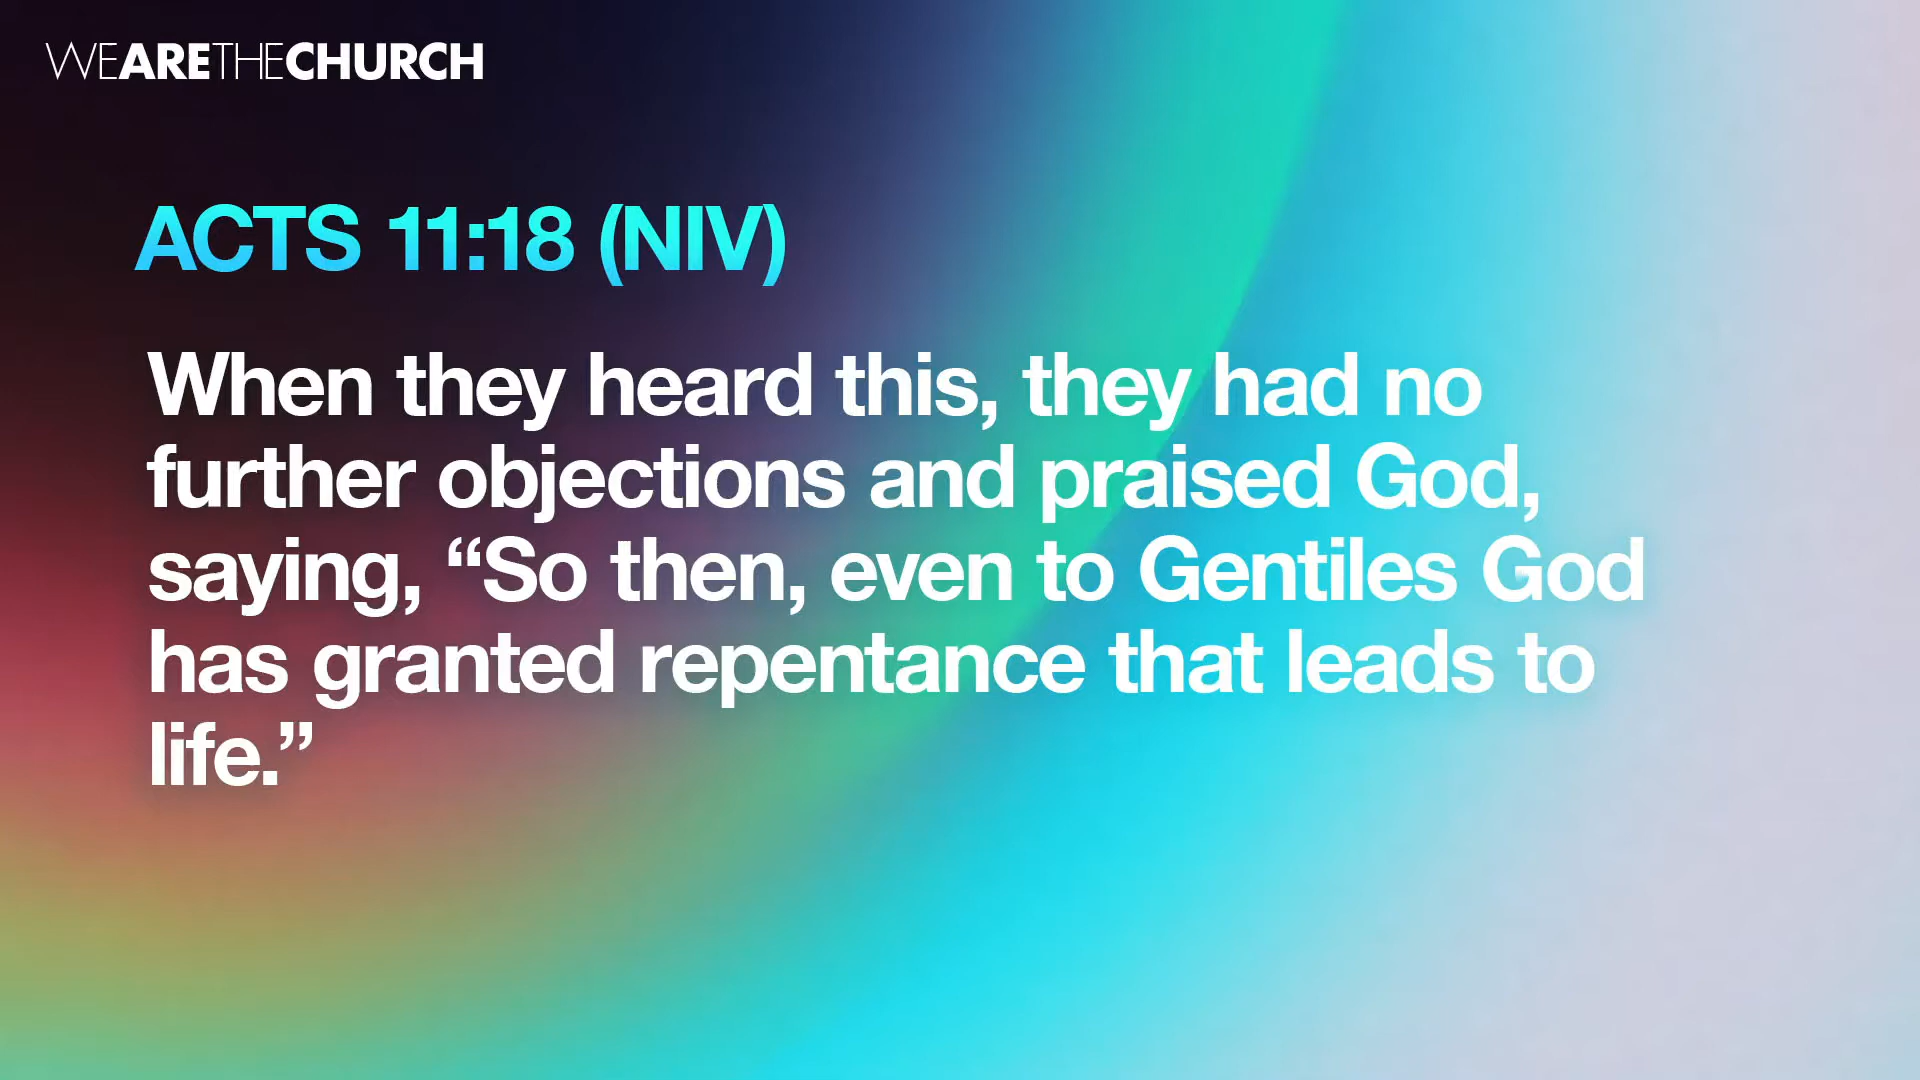 WEARETHECHURCH
ACTS 11:18 (NIV)
When they heard this, they had no
further objections and praised God,
saying, “So then, even to Gentiles God
has granted repentance that leads to
life.”